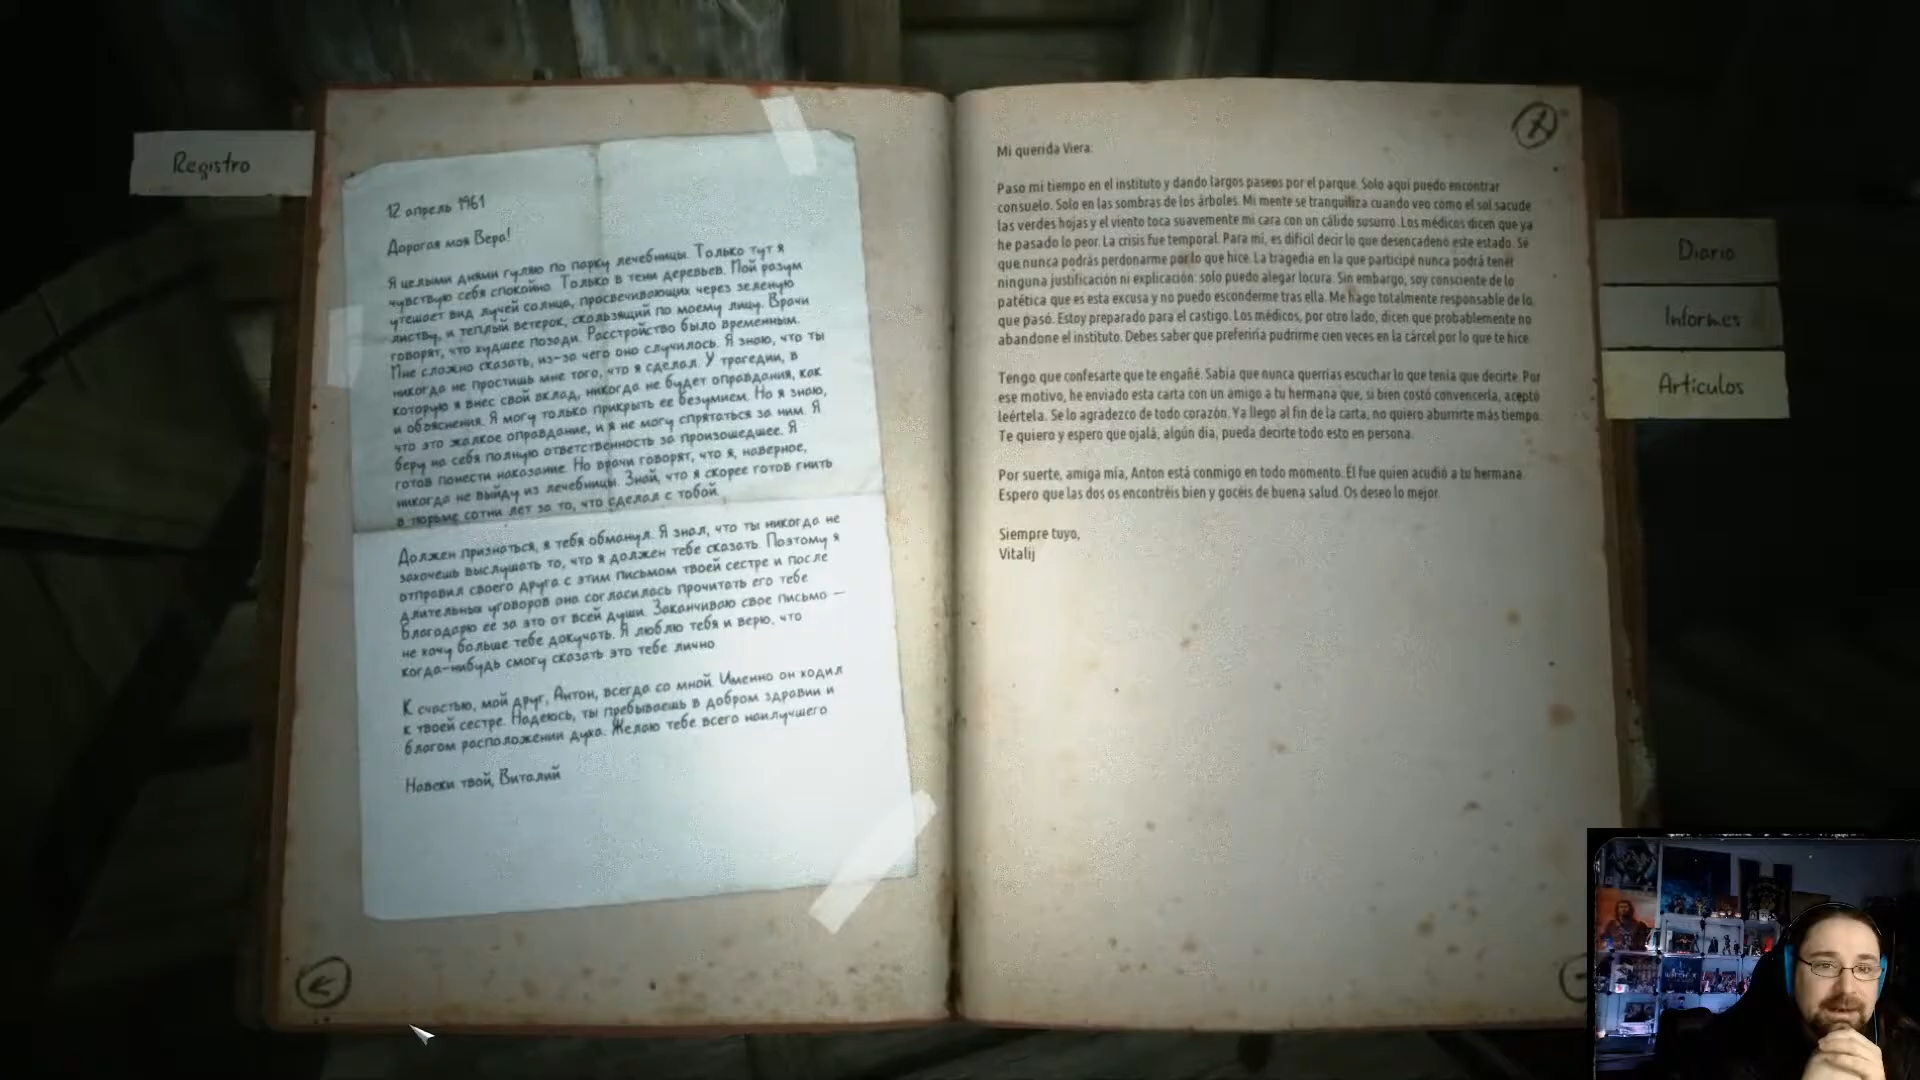 Registro
12 апрель 1961
Дорогая моя Вера!
Я целыми днями гуляю по парку лечебницы. Только тут я
чувствую себя спокойно. Только в тени деревьев. Мой разум
утешает вид лучей солнца, просвечивающих через зеленую
листву, и теплый ветерок, скользящий по моему лицу. Врачи
говорят, что худшее позади. Расстройство было временным.
Мне сложно сказать, из-за чего оно случилось. Я знаю, что ты
никогда не простишь мне того, что я сделал. У трагедии, в
которую я внес свой вклад, никогда не будет оправдания, как
и объяснения. Я могу только прикрыть ее безумием. Но я знаю,
что это жалкое оправдание, и я не могу спрятаться за ним. Я
беру на себя полную ответственность за произошедшее. Я
готов понести наказание. Но врачи говорят, что я, наверное,
никогда не выйду из лечебницы. Знай, что я скорее готов гнить
в тюрьме сотни лет за то, что сделал с тобой.
Должен признаться, я тебя обманул. Я знал, что ты никогда не
захочешь выслушать то, что я должен тебе сказать. Поэтому я
отправил своего друга с этим письмом твоей сестре и после
длительных уговоров она согласилась прочитать его тебе.
Благодарю ее за это от всей души. Заканчиваю свое письмо —
не хочу больше тебе докучать. Я люблю тебя и верю, что
когда-нибудь смогу сказать это тебе лично.
К счастью, мой друг, Антон, всегда со мной. Именно он ходил
к твоей сестре. Надеюсь, ты пребываешь в добром здравии и
благом расположении духа. Желаю тебе всего наилучшего
Навеки твой, Виталий
Mi querida Viera:
Paso mi tiempo en el instituto y dando largos paseos por el parque. Solo aquí puedo encontrar
consuelo. Solo en las sombras de los árboles. Mi mente se tranquiliza cuando veo cómo el sol sacude
las verdes hojas y el viento toca suavemente mi cara con un cálido susurro. Los médicos dicen que ya
he pasado lo peor. La crisis fue temporal. Para mí, es difícil decir lo que desencadenó este estado. Sé
que nunca podrás perdonarme por lo que hice. La tragedia en la que participé nunca podrá tener
ninguna justificación ni explicación: solo puedo alegar locura. Sin embargo, soy consciente de lo
patética que es esta excusa y no puedo esconderme tras ella. Me hago totalmente responsable de lo
que pasó. Estoy preparado para el castigo. Los médicos, por otro lado, dicen que probablemente no
abandone el instituto. Debes saber que preferiría pudrirme cien veces en la cárcel por lo que te hice.
Tengo que confesarte que te engañé. Sabía que nunca querrías escuchar lo que tenía que decirte. Por
ese motivo, he enviado esta carta con un amigo a tu hermana que, si bien costó convencerla, aceptó
leértela. Se lo agradezco de todo corazón. Ya llego al fin de la carta, no quiero aburrirte más tiempo.
Te quiero y espero que ojalá, algún día, pueda decirte todo esto en persona.
Por suerte, amiga mía, Anton está conmigo en todo momento. Él fue quien acudió a tu hermana.
Espero que las dos os encontréis bien y gocéis de buena salud. Os deseo lo mejor.
Siempre tuyo,
Vitalij
Diario
Informes
Artículos